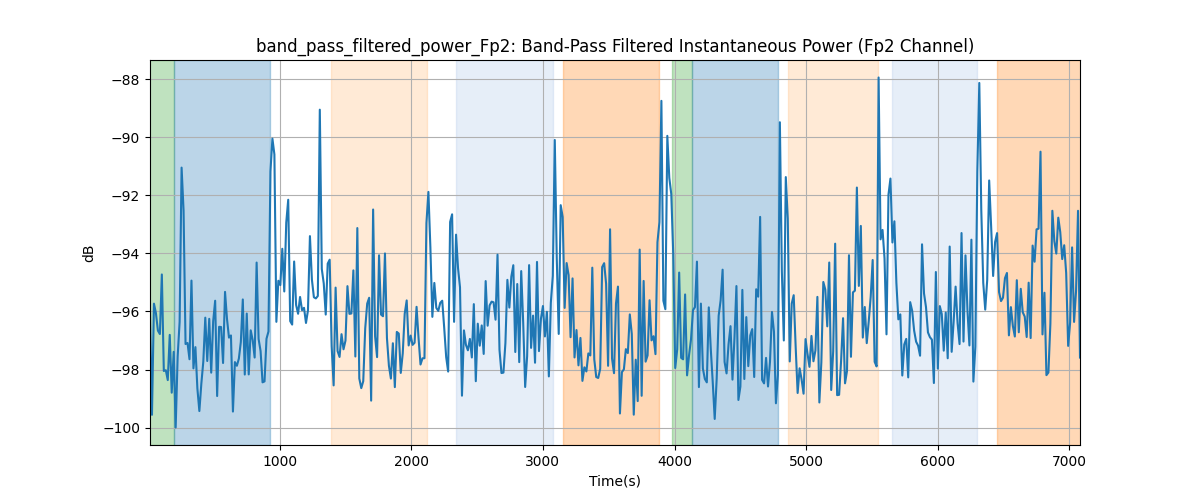 band_pass_filtered_power_Fp2: Band-Pass Filtered Instantaneous Power (Fp2 Channel)
−88
−90
−92
−94
−96
−98
−100
dB
1000 2000 3000 4000 5000 6000 7000
Time(s)